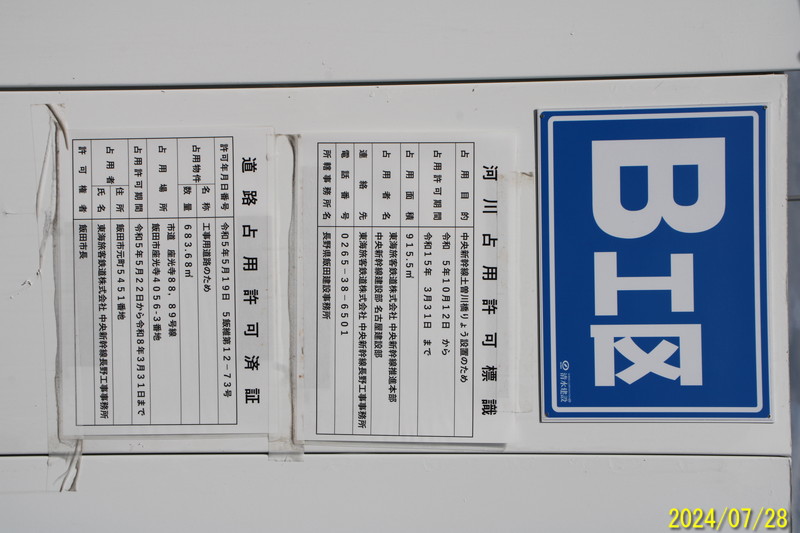 BI区
清水建設
河川占用許可標識
占用目的 中央新幹線土曽川橋りょう設置のため
占用許可期間 令和 5年10月12日 から
令和15年 3月31日 まで
占用面積 915.5㎡
占用者名 東海旅客鉄道株式会社 中央新幹線推進本部
中央新幹線建設部 名古屋建設部
連絡先 東海旅客鉄道株式会社 中央新幹線長野工事事務所
電話番号 0265-38-6501
所轄事務所名 長野県飯田建設事務所
道路占用許可済証
許可年月日番号 令和5年5月19日 5飯維第12-73号
占用物件 名称 工事用道路のため
数量 683.68㎡
占用場所 市道 座光寺88、89号線
飯田市座光寺4056-3番地
占用許可期間 令和5年5月22日から令和8年3月31日まで
占用者 住所 飯田市元町5451番地
氏名 東海旅客鉄道株式会社 中央新幹線長野工事事務所
許可権者 飯田市長
2024/07/28